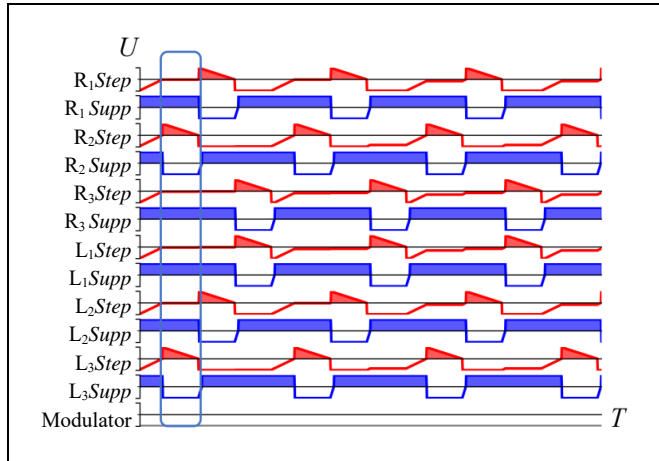 U
R₁Step
R₁ Supp
R₂Step
R₂ Supp
R₃Step
R₃ Supp
L₁Step
L₁Supp
L₂Step
L₂Supp
L₃Step
L₃Supp
Modulator
T